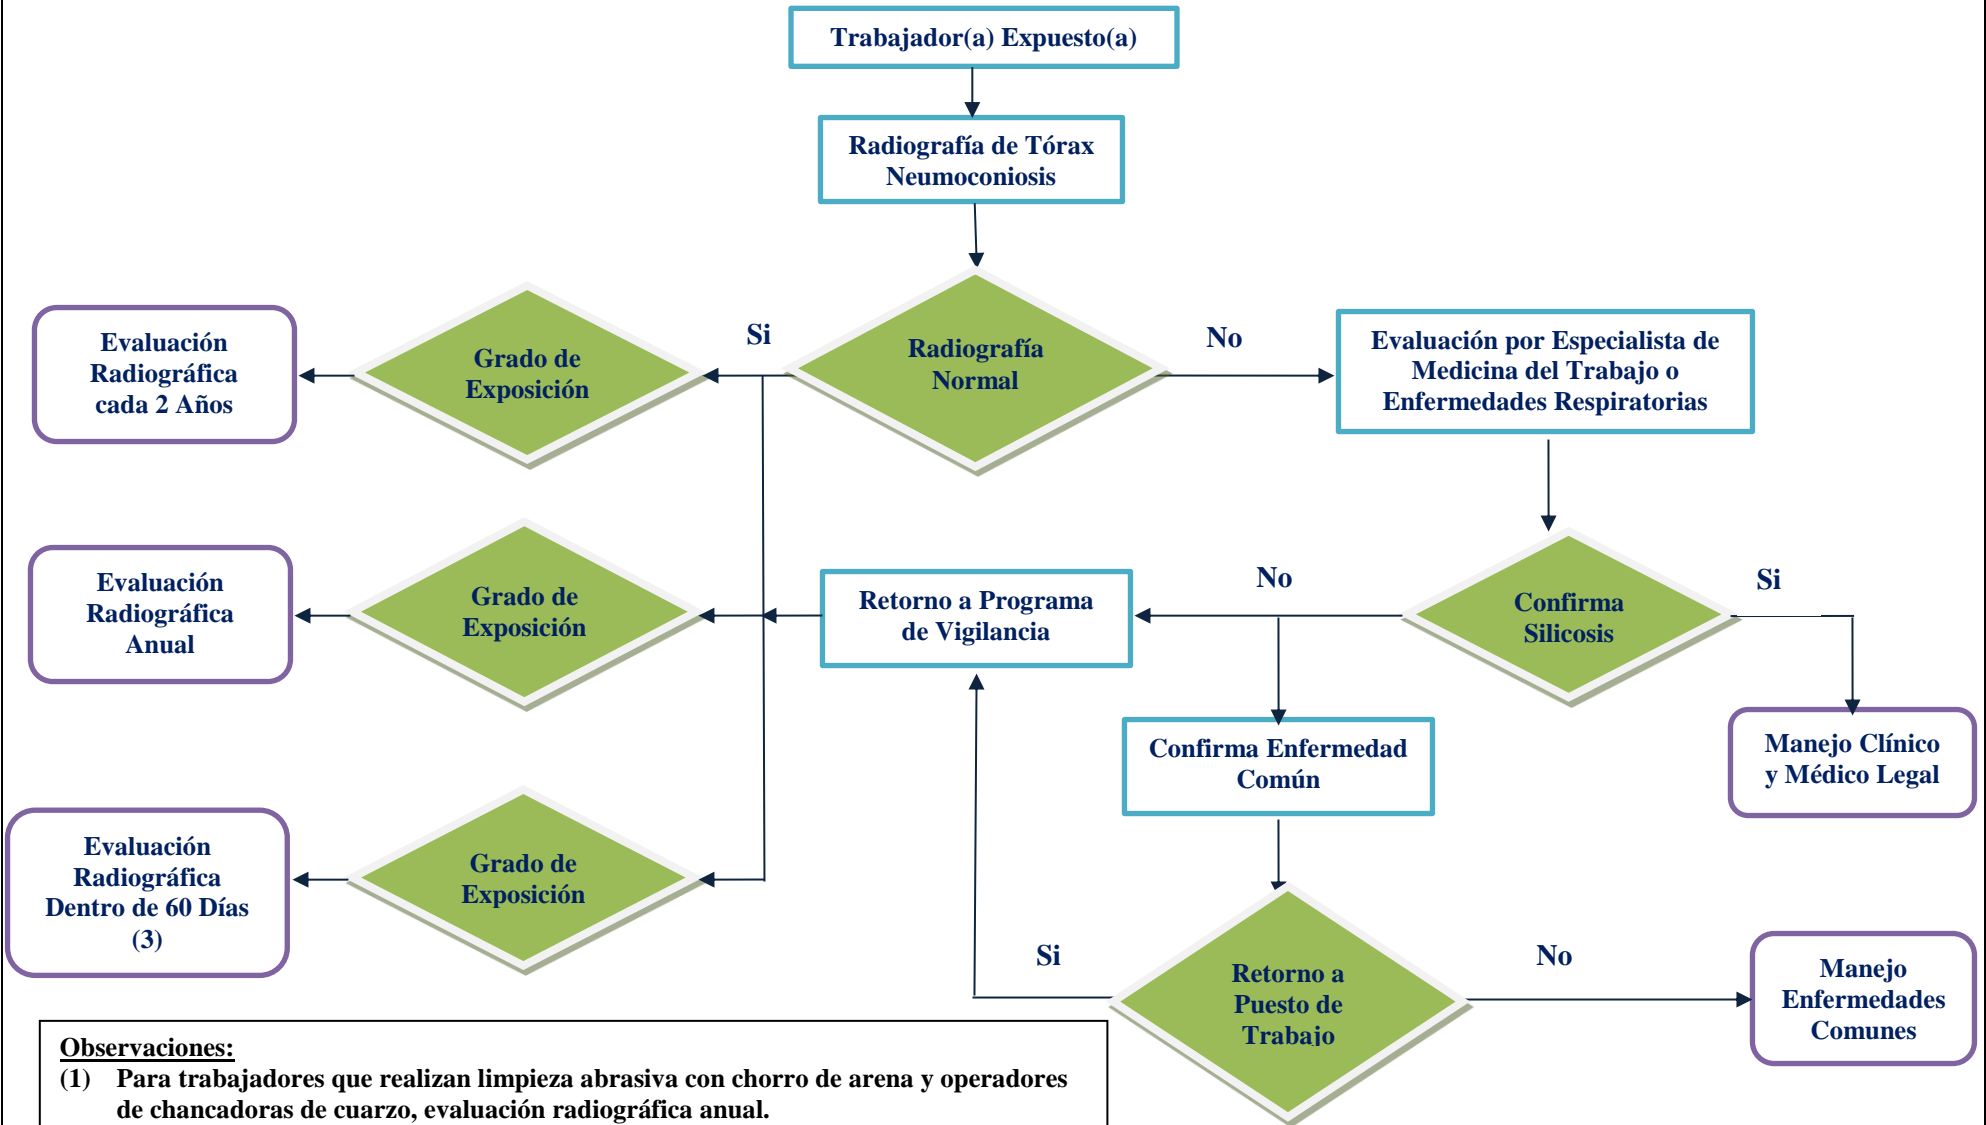 Trabajador(a) Expuesto(a)
Radiografía de Tórax
Neumoconiosis
Evaluación
Radiográfica
cada 2 Años
Grado de
Exposición
Si
Radiografía
Normal
No
Evaluación por Especialista de
Medicina del Trabajo o
Enfermedades Respiratorias
Evaluación
Radiográfica
Anual
Grado de
Exposición
Retorno a Programa
de Vigilancia
No
Confirma
Silicosis
Si
Confirma Enfermedad
Común
Manejo Clínico
y Médico Legal
Evaluación
Radiográfica
Dentro de 60 Días
(3)
Grado de
Exposición
Si
Retorno a
Puesto de
Trabajo
No
Manejo
Enfermedades
Comunes
Observaciones:
(1) Para trabajadores que realizan limpieza abrasiva con chorro de arena y operadores
de chancadoras de cuarzo, evaluación radiográfica anual.